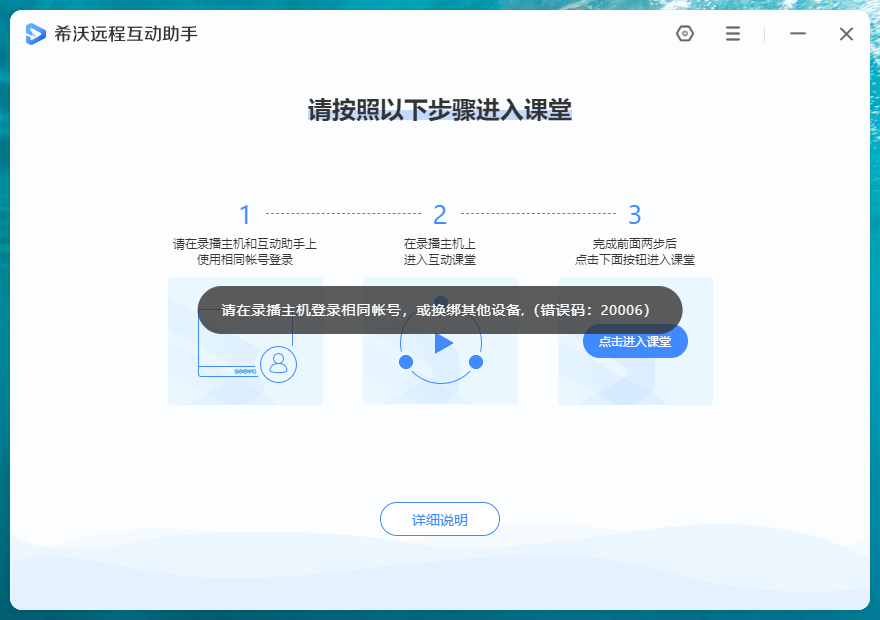 希沃远程互动助手
请按照以下步骤进入课堂
1
2
3
请在录播主机和互动助手上
使用相同帐号登录
在录播主机上
进入互动课堂
完成前面两步后
点击下面按钮进入课堂
请在录播主机登录相同帐号，或换绑其他设备,（错误码：20006）
点击进入课堂
seewo
详细说明